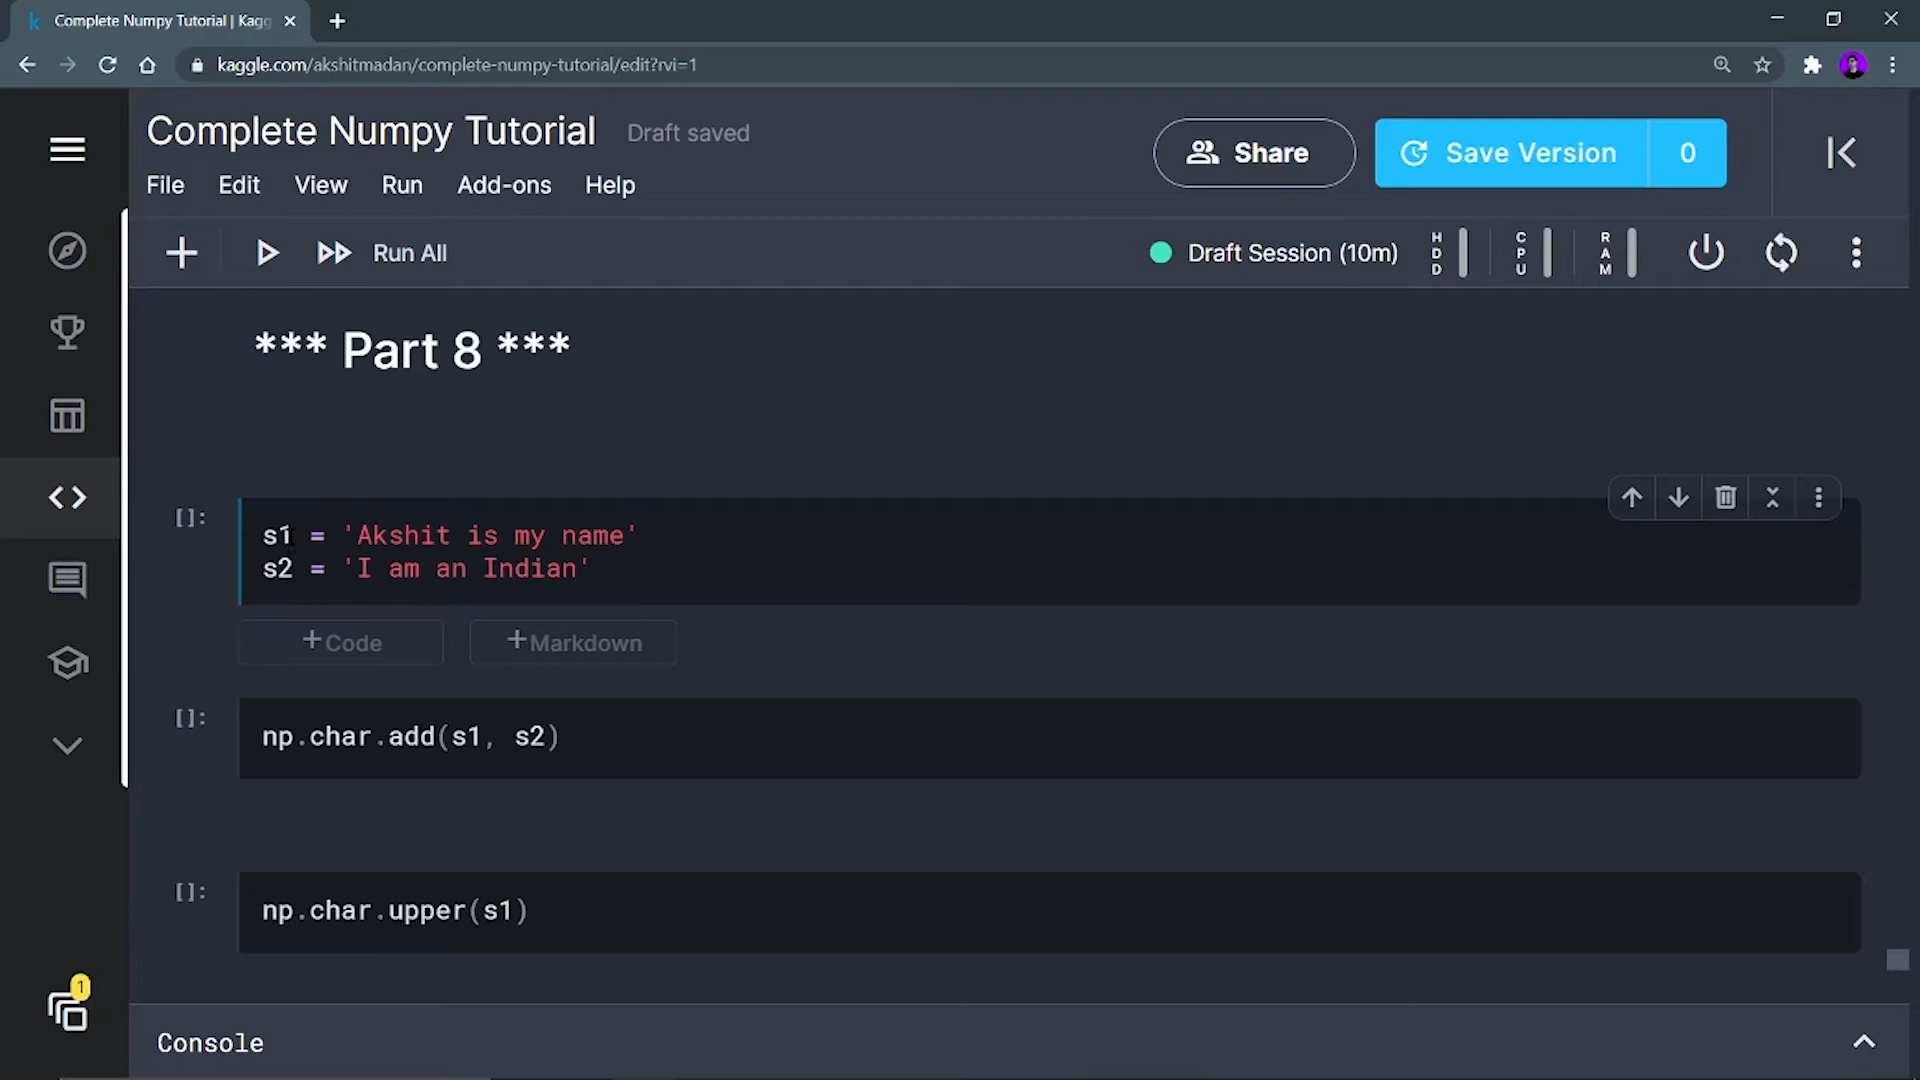 Complete Numpy Tutorial | Kagg
kaggle.com/akshitmadan/complete-numpy-tutorial/edit?rvi=1
Complete Numpy Tutorial Draft saved
File Edit View Run Add-ons Help
Share
Save Version 0
Run All
Draft Session (10m)
HDD
CPU
RAM
*** Part 8 ***
[]:
s1 = 'Akshit is my name'
s2 = 'I am an Indian'
+Code
+Markdown
[]:
np.char.add(s1, s2)
[]:
np.char.upper(s1)
1
Console